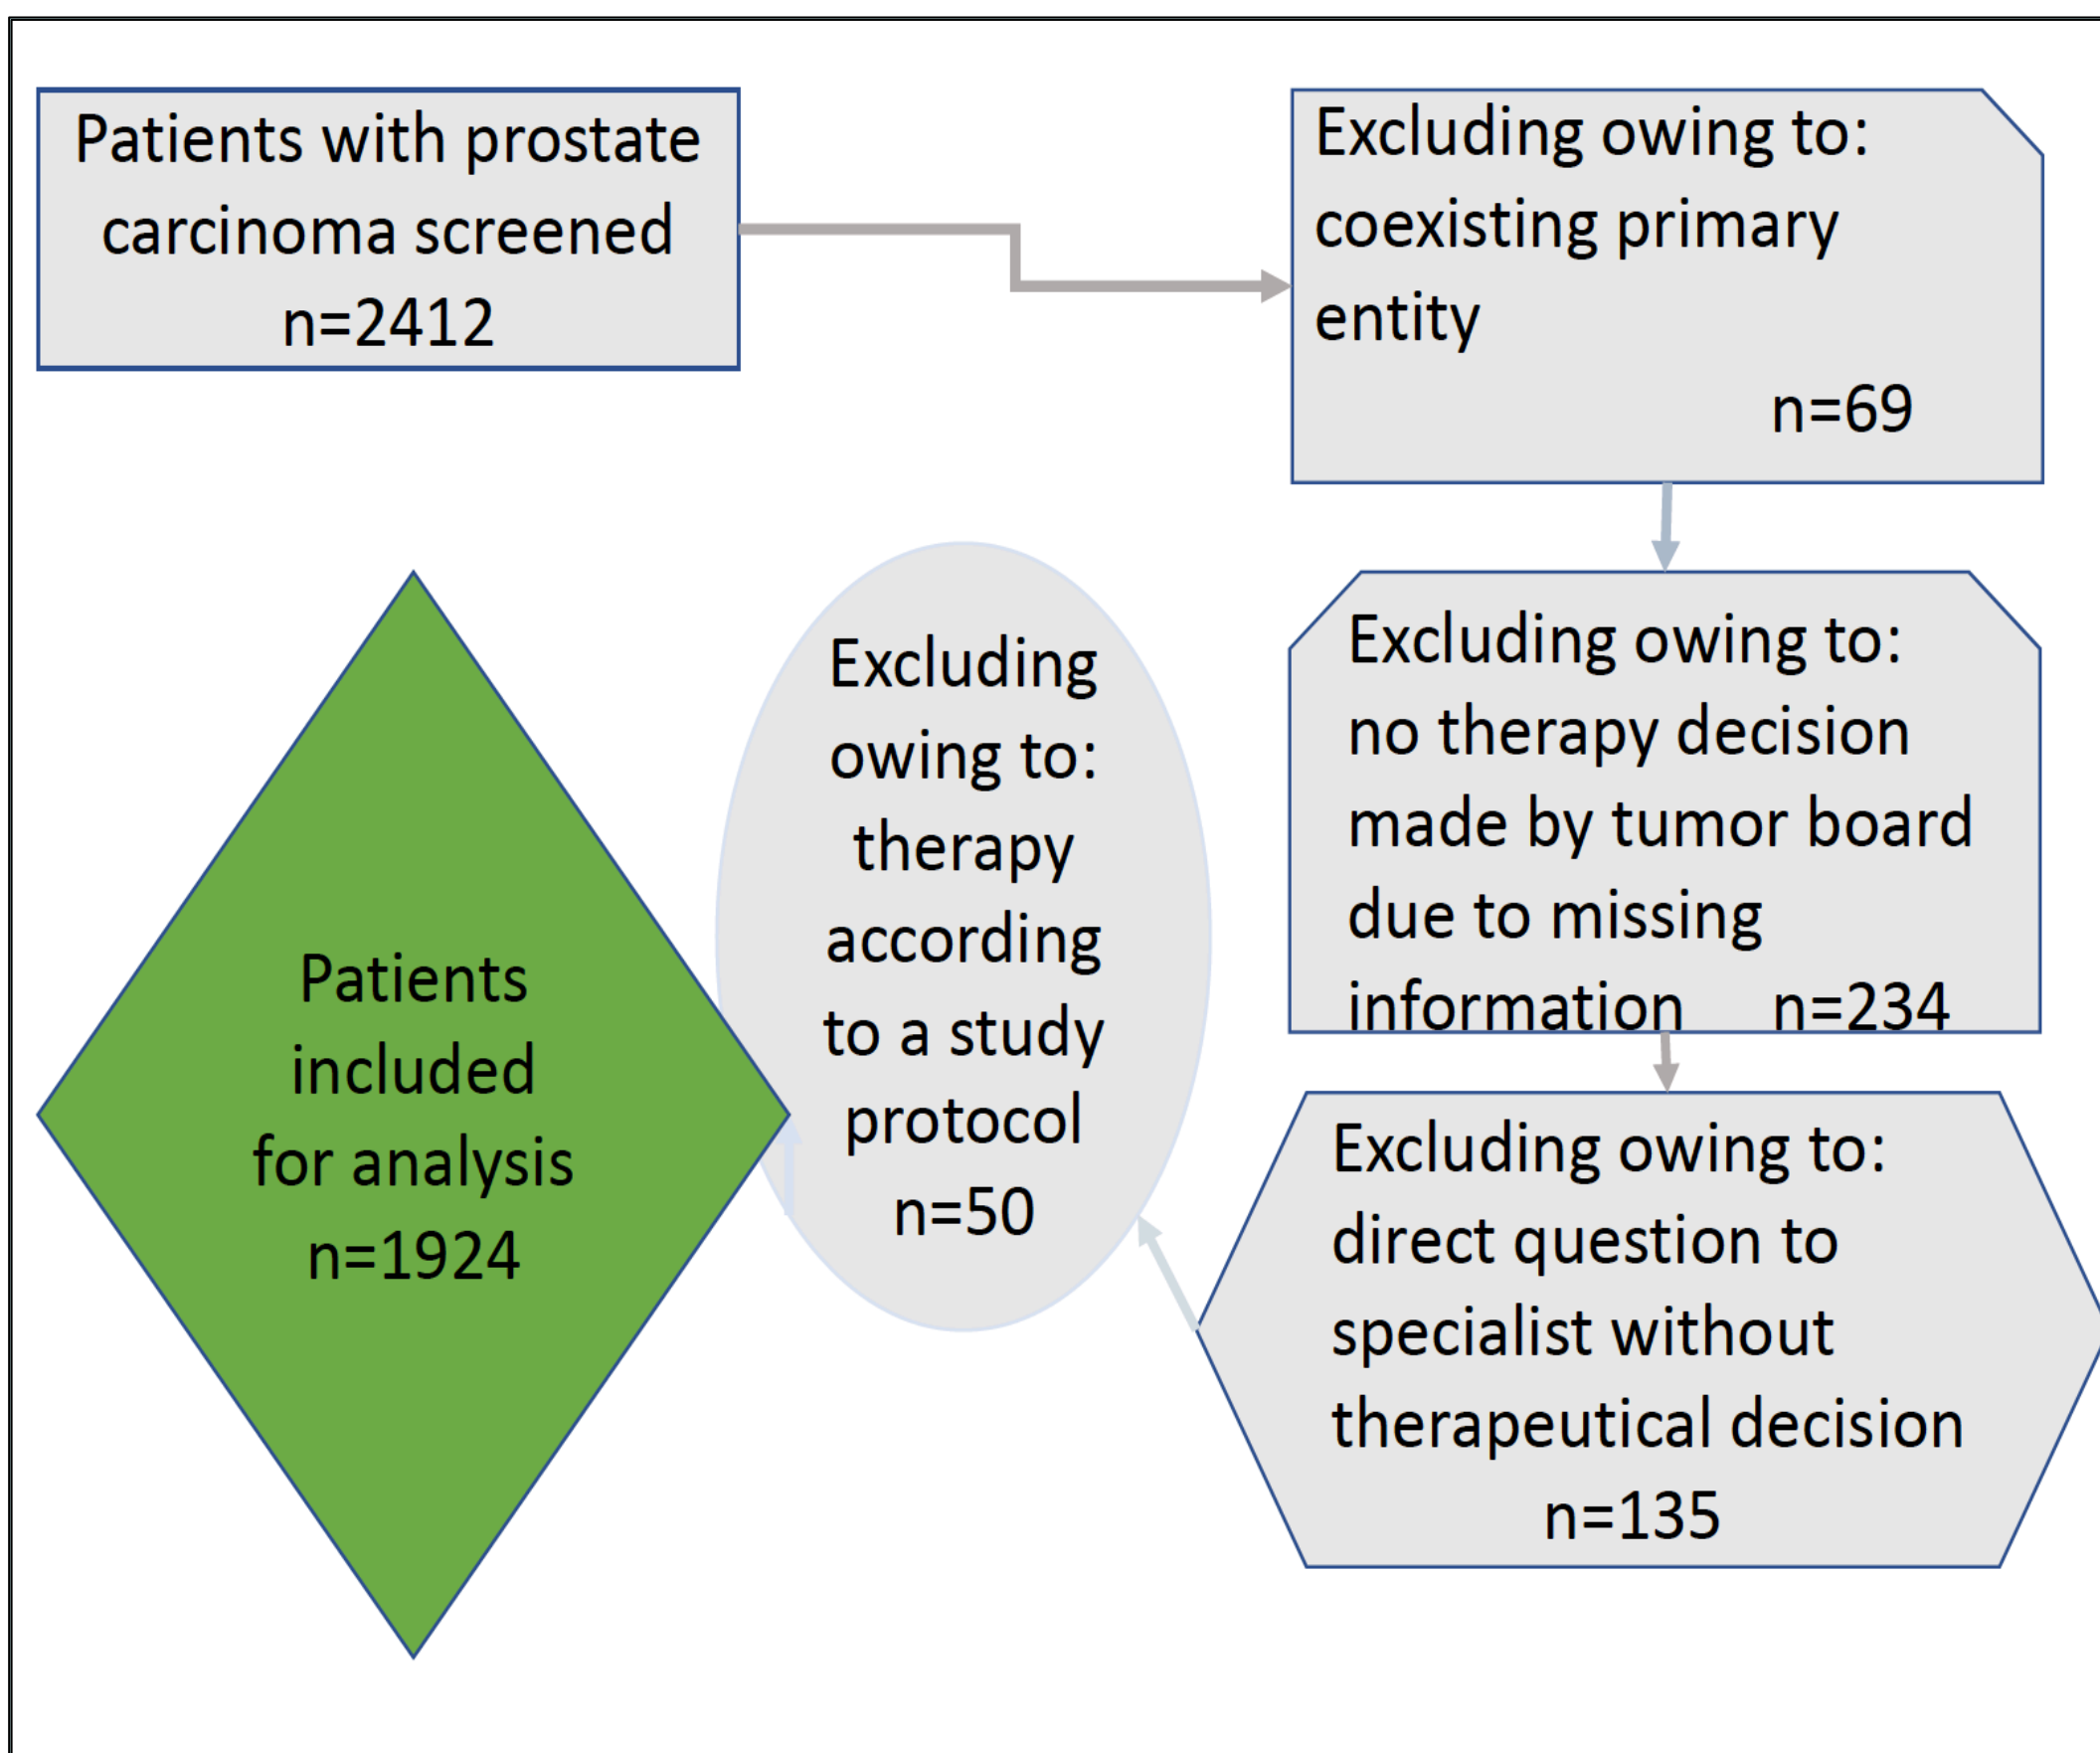 Patients with prostate
carcinoma screened
n=2412
Excluding owing to:
coexisting primary
entity
n=69
Excluding owing to:
no therapy decision
made by tumor board
due to missing
information n=234
Excluding owing to:
direct question to
specialist without
therapeutical decision
n=135
Excluding
owing to:
therapy
according
to a study
protocol
n=50
Patients
included
for analysis
n=1924